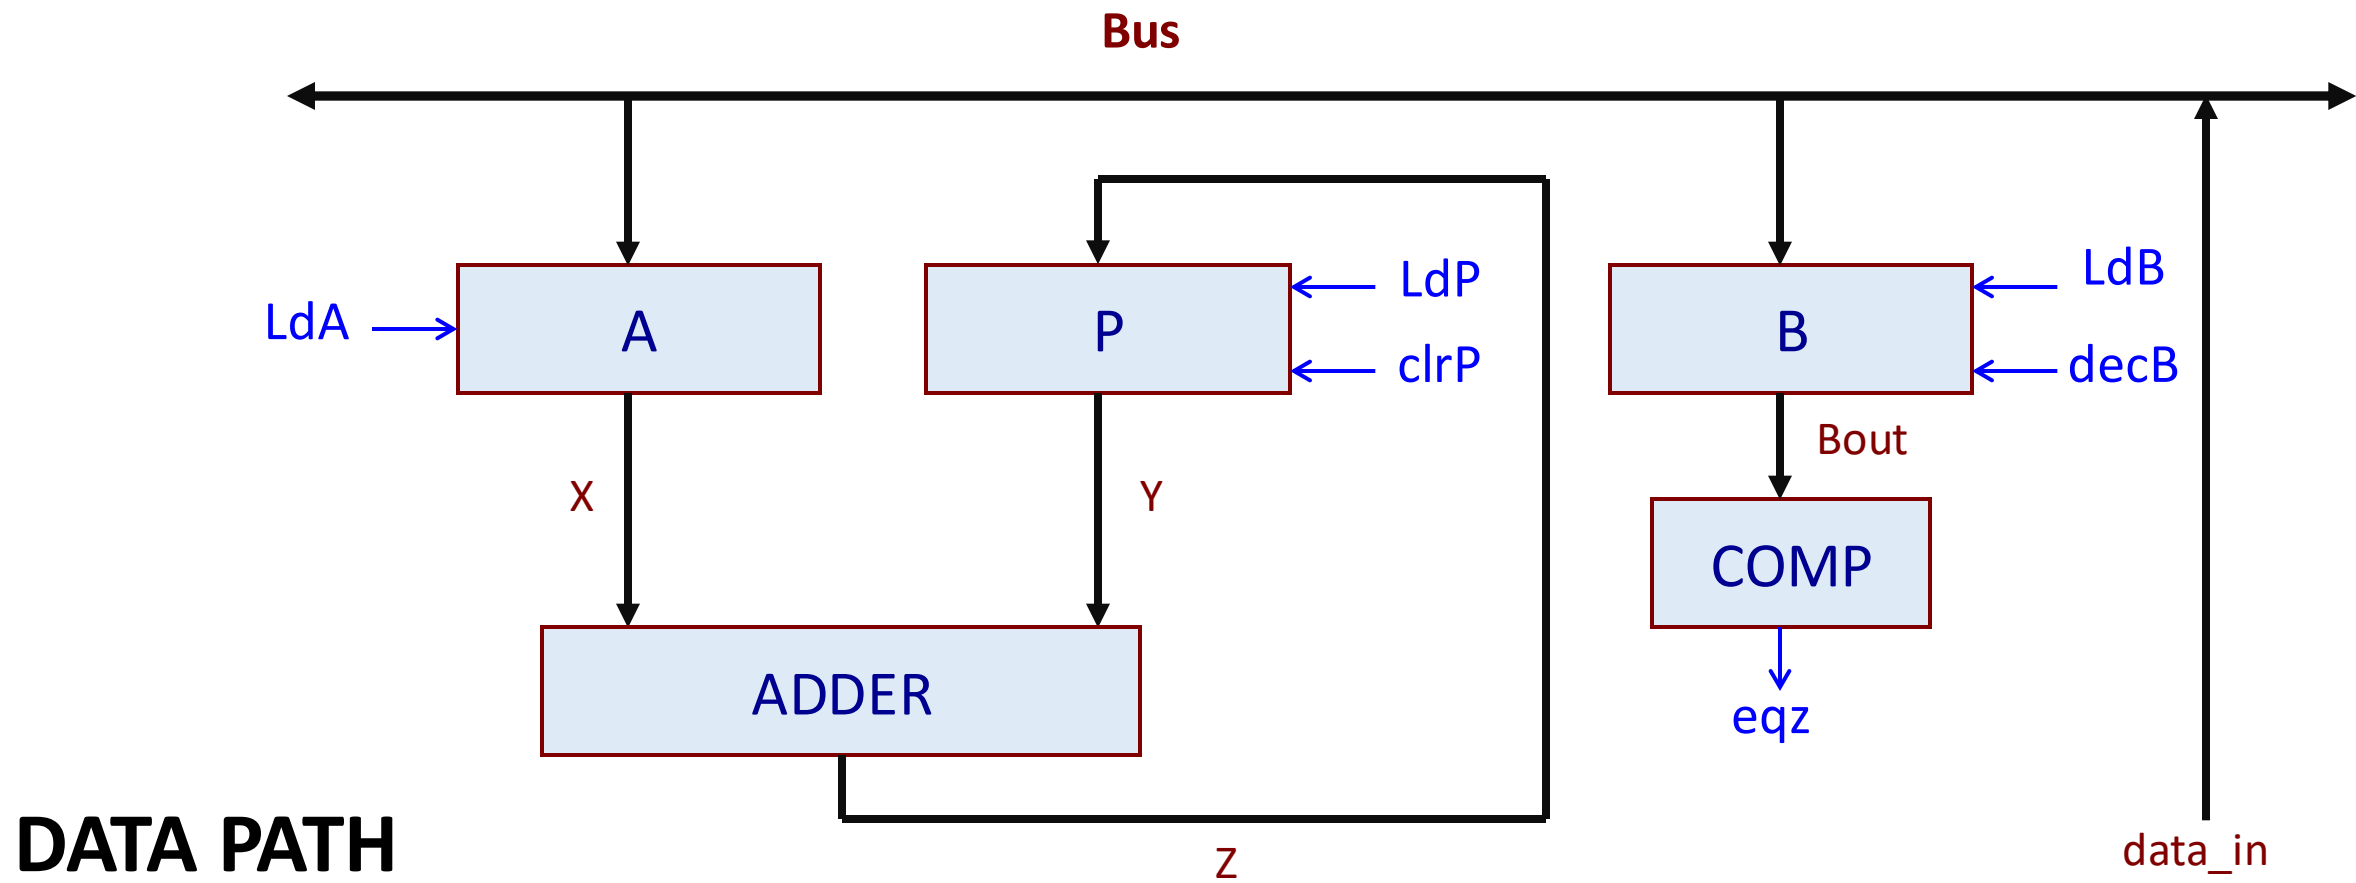 Bus
LdA
A
P
LdP
clrP
B
LdB
decB
Bout
X
Y
COMP
ADDER
eqz
DATA PATH
Z
data_in